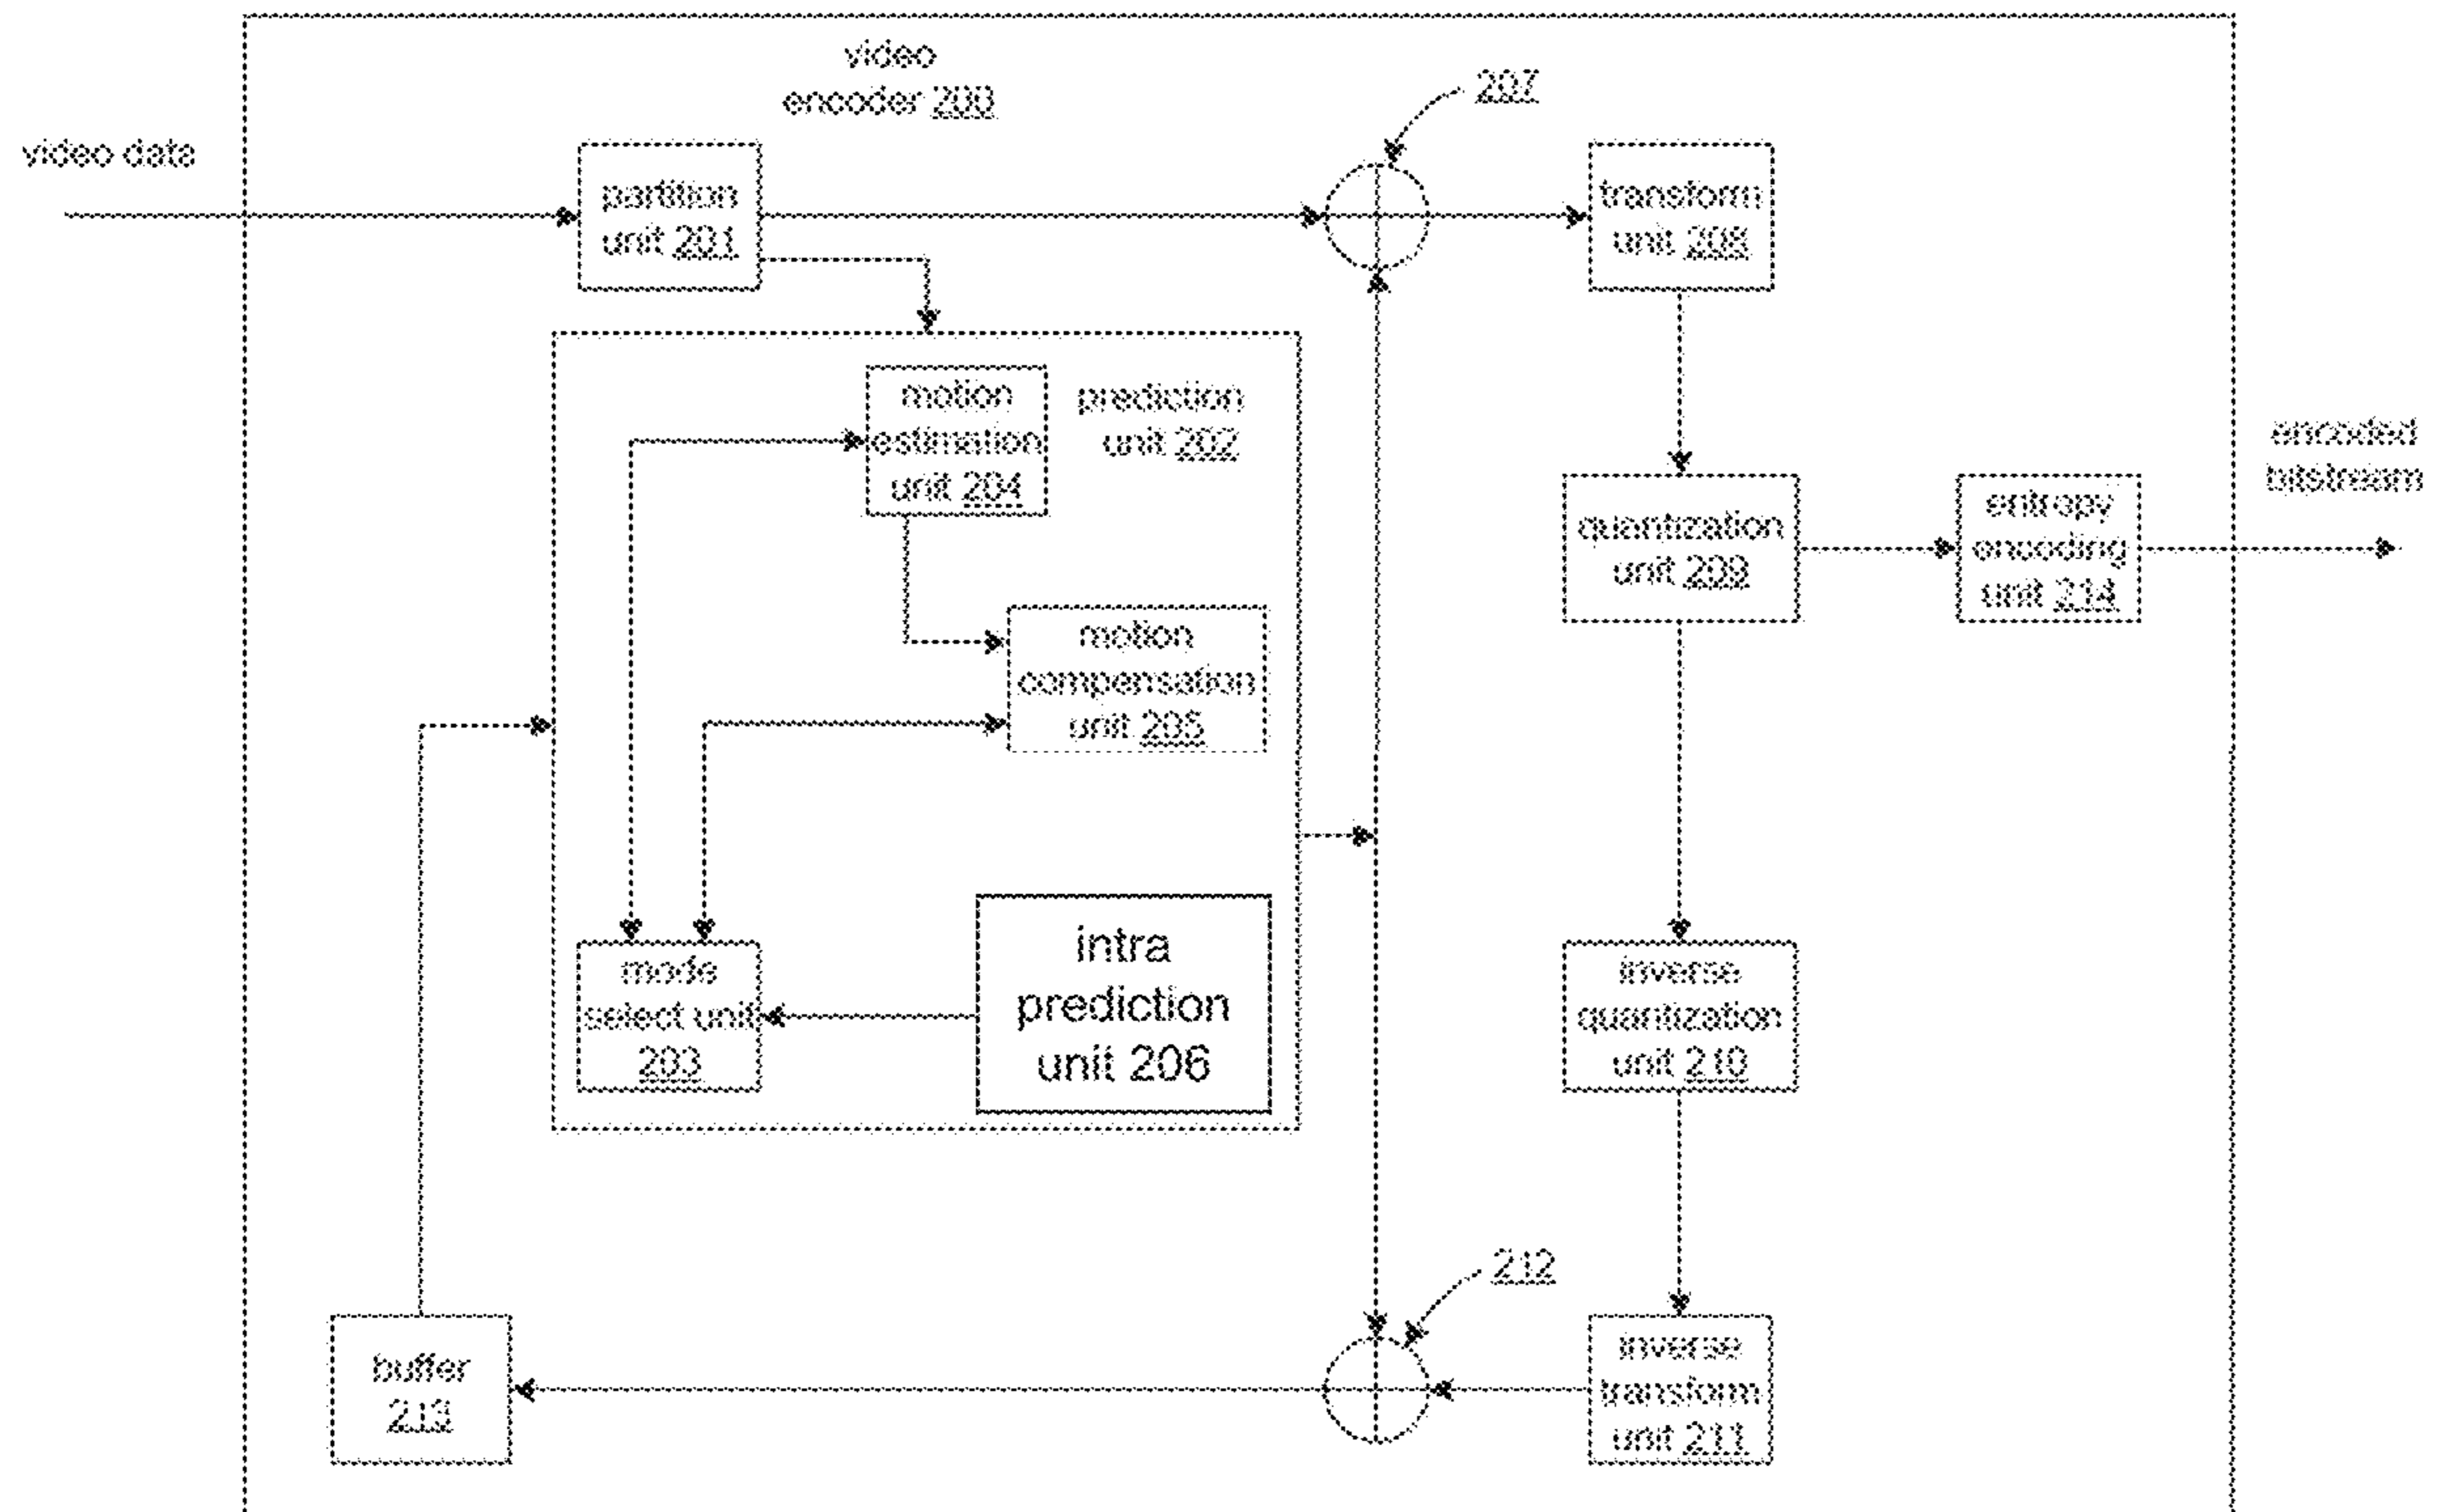 video
encoder 200
207
video data
partition
unit 201
transform
unit 208
motion
estimation
unit 204
prediction
unit 202
encoded
bitstream
quantization
unit 209
entropy
encoding
unit 214
motion
compensation
unit 205
mode
select unit
203
intra
prediction
unit 206
inverse
quantization
unit 210
212
buffer
213
inverse
transform
unit 211